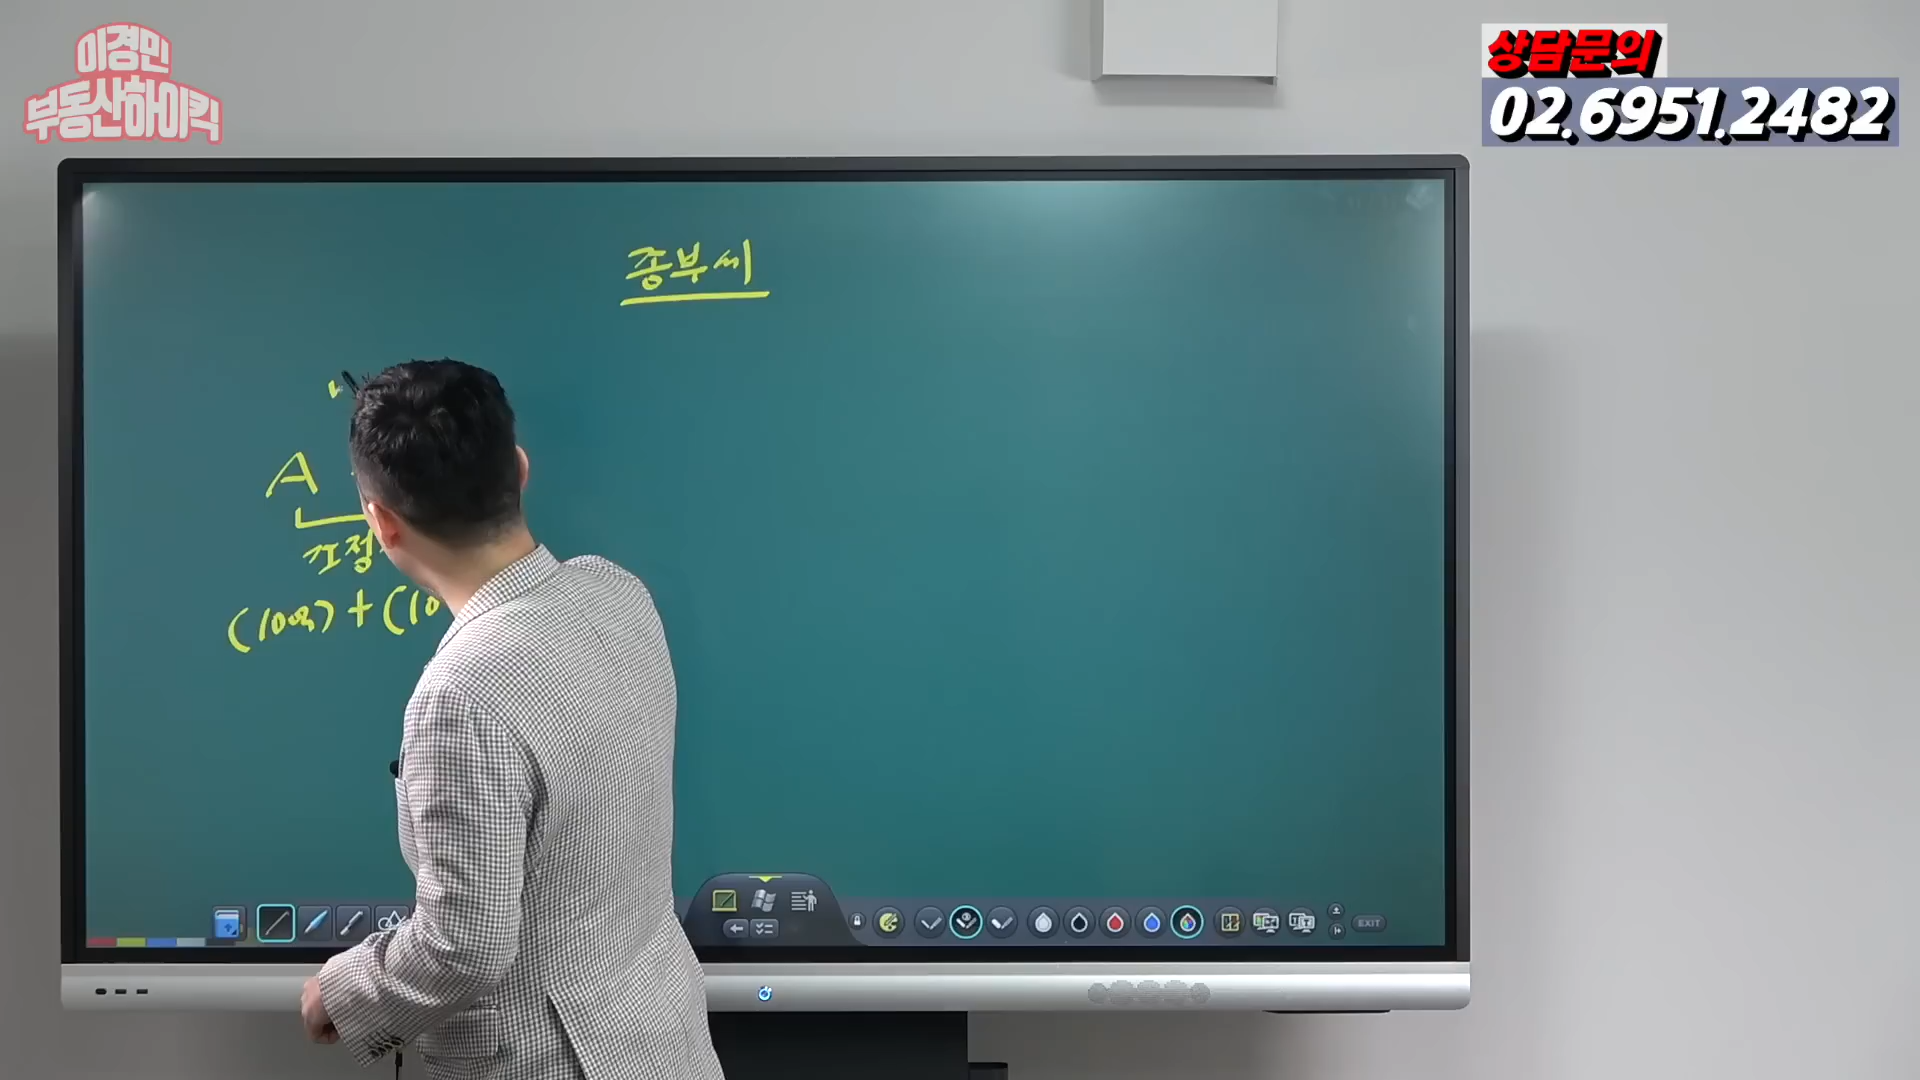 이경민
부동산하이킥
상담문의
02.6951.2482
종부세
A
조정
(10억) + (10
EXIT